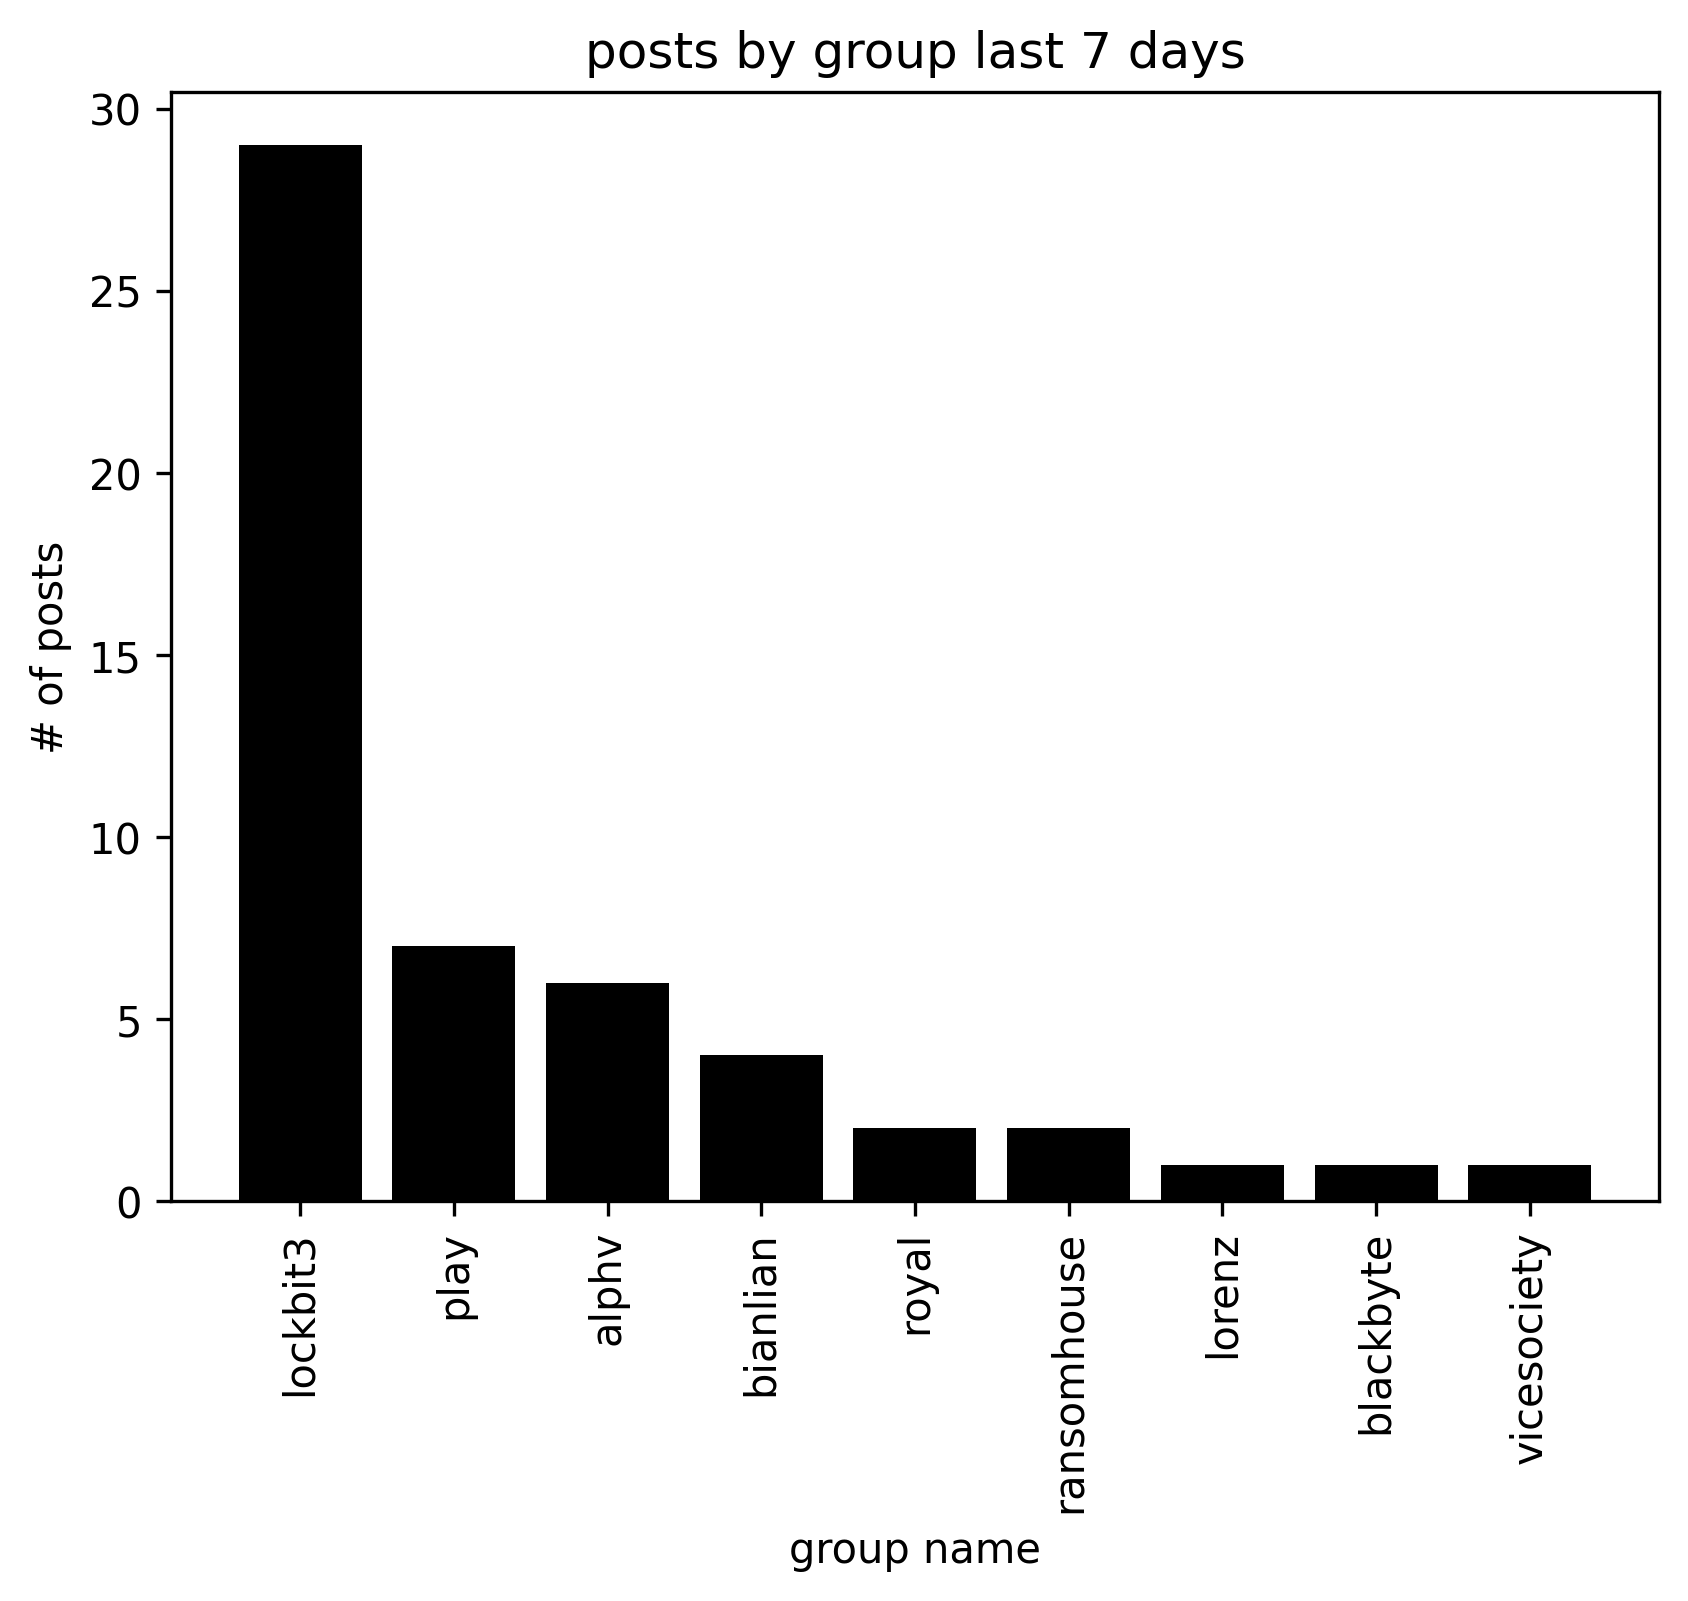 posts by group last 7 days
30
25
20
15
10
5
0
# of posts
lockbit3
play
alphv
bianlian
royal
ransomhouse
lorenz
blackbyte
vicesociety
group name